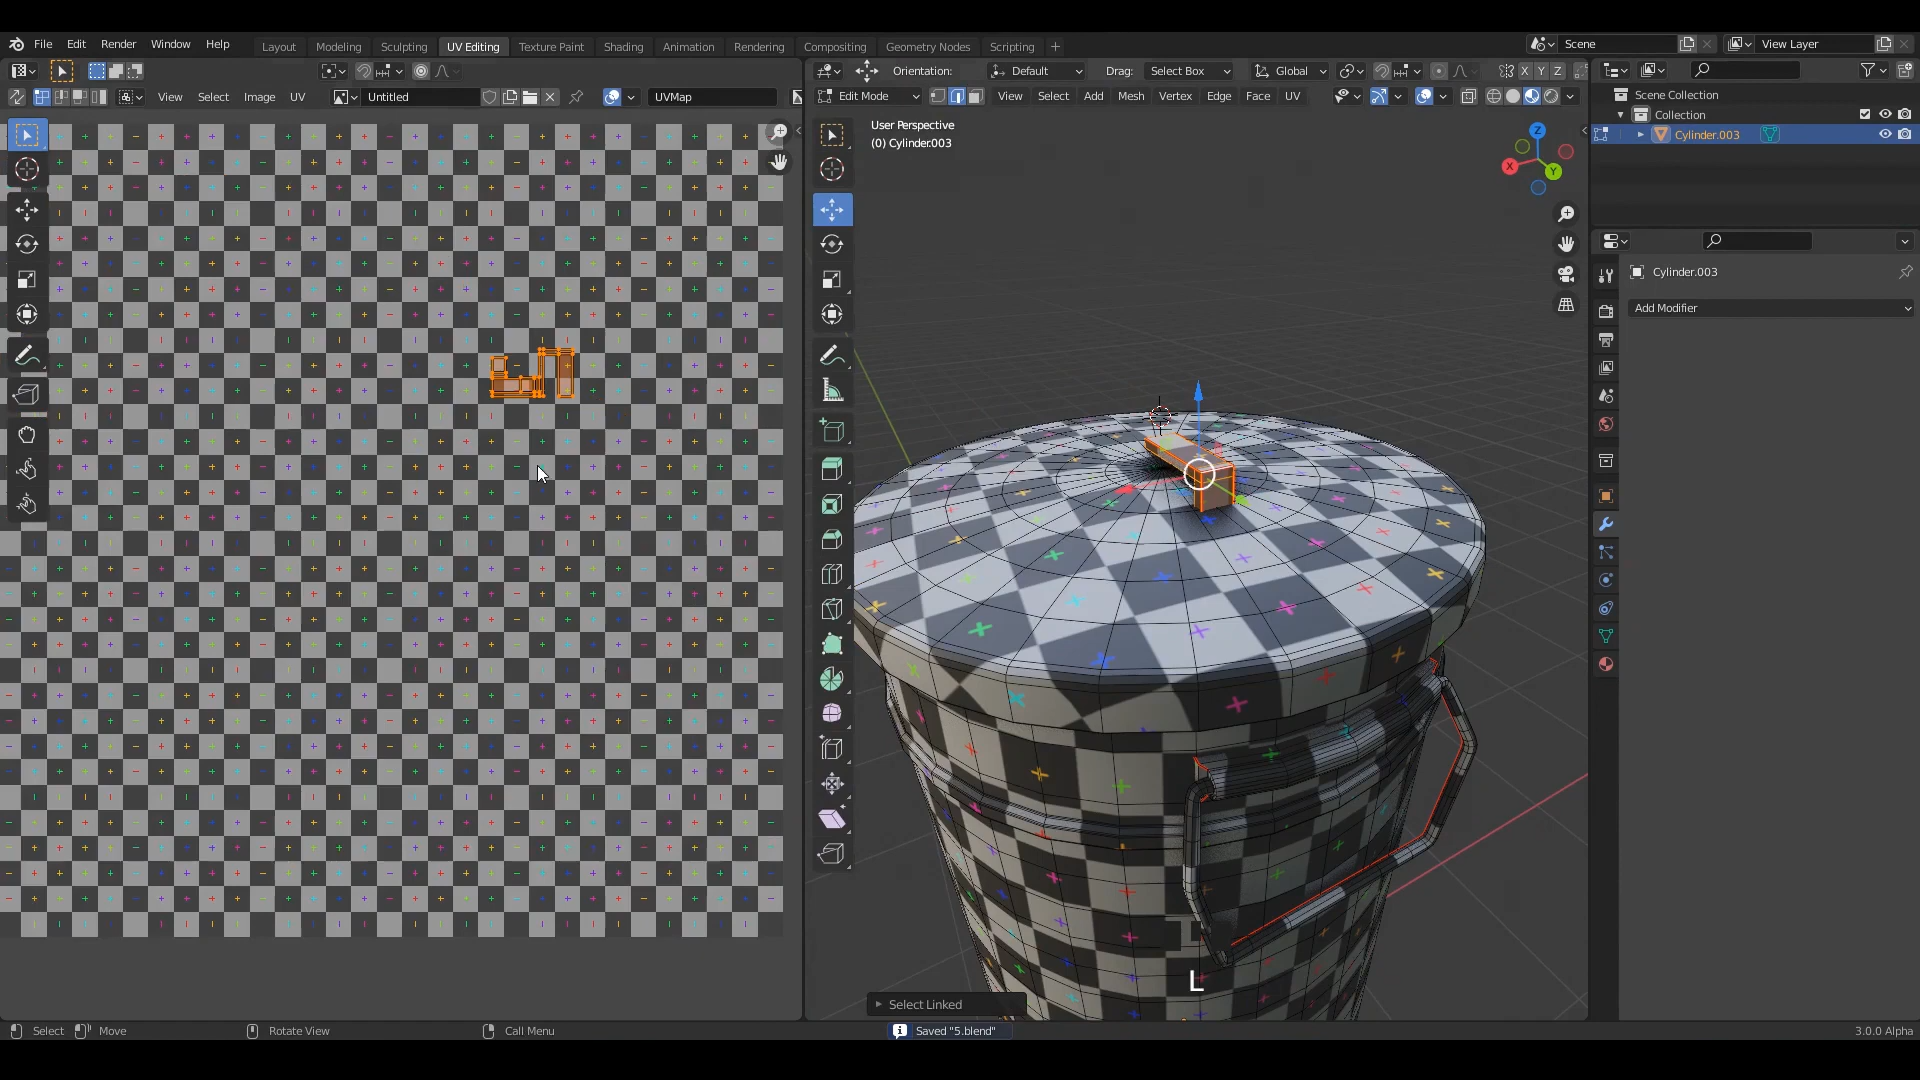 File Edit Render Window Help
Layout Modeling Sculpting UV Editing Texture Paint Shading Animation Rendering Compositing Geometry Nodes Scripting +
Scene
View Layer
Orientation: Default Drag: Select Box Global X Y Z
View Select Image UV Untitled UVMap
Edit Mode View Select Add Mesh Vertex Edge Face UV
Scene Collection
Collection
Cylinder.003
User Perspective
(0) Cylinder.003
Z
X
Y
Cylinder.003
Add Modifier
L
Select Linked
Select Move Rotate View Call Menu Saved "5.blend" 3.0.0 Alpha